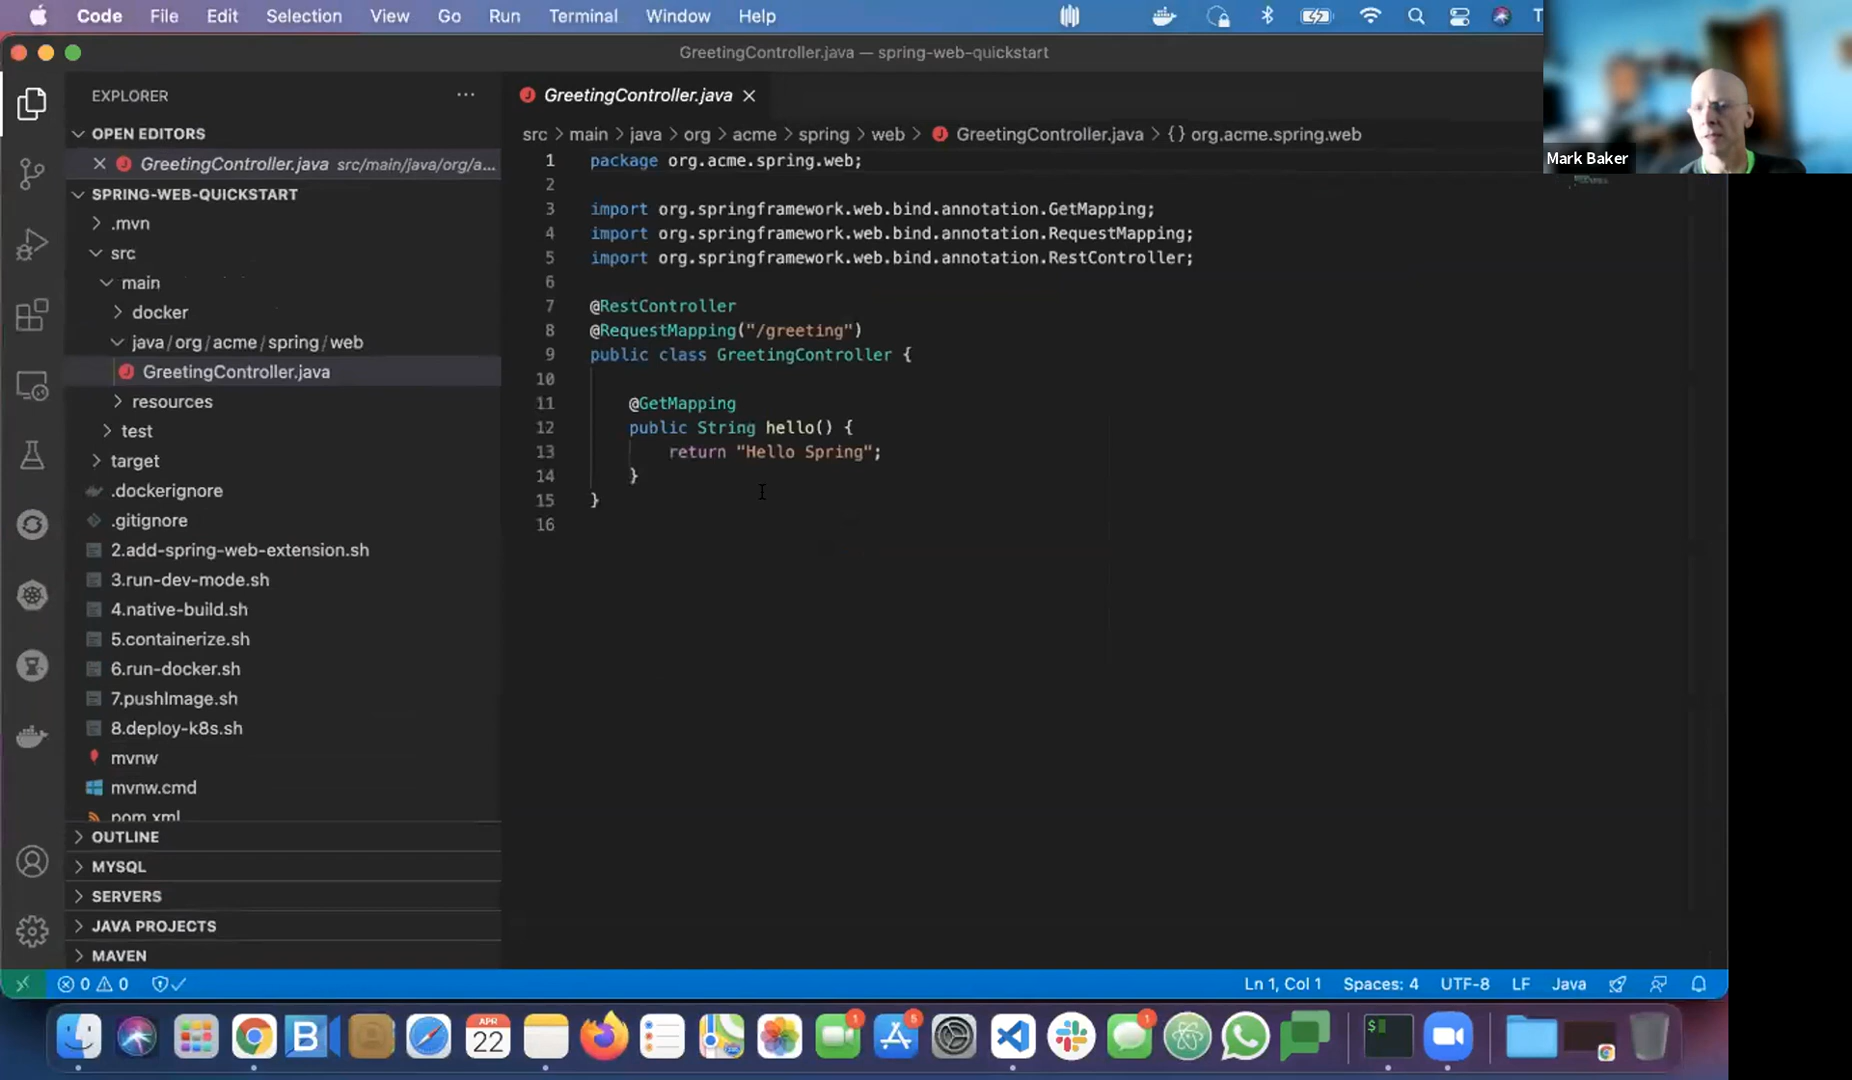 Code File Edit Selection View Go Run Terminal Window Help
GreetingController.java — spring-web-quickstart
Mark Baker
EXPLORER
OPEN EDITORS
GreetingController.java src/main/java/org/a...
SPRING-WEB-QUICKSTART
.mvn
src
main
docker
java/org/acme/spring/web
GreetingController.java
resources
test
target
.dockerignore
.gitignore
2.add-spring-web-extension.sh
3.run-dev-mode.sh
4.native-build.sh
5.containerize.sh
6.run-docker.sh
7.pushImage.sh
8.deploy-k8s.sh
mvnw
mvnw.cmd
pom.xml
OUTLINE
MYSQL
SERVERS
JAVA PROJECTS
MAVEN
GreetingController.java
src > main > java > org > acme > spring > web > GreetingController.java > {} org.acme.spring.web
1 package org.acme.spring.web;
2
3 import org.springframework.web.bind.annotation.GetMapping;
4 import org.springframework.web.bind.annotation.RequestMapping;
5 import org.springframework.web.bind.annotation.RestController;
6
7 @RestController
8 @RequestMapping("/greeting")
9 public class GreetingController {
10
11 @GetMapping
12 public String hello() {
13 return "Hello Spring";
14 }
15 }
16
0 0
Ln 1, Col 1 Spaces: 4 UTF-8 LF Java
APR
22
1
5
1